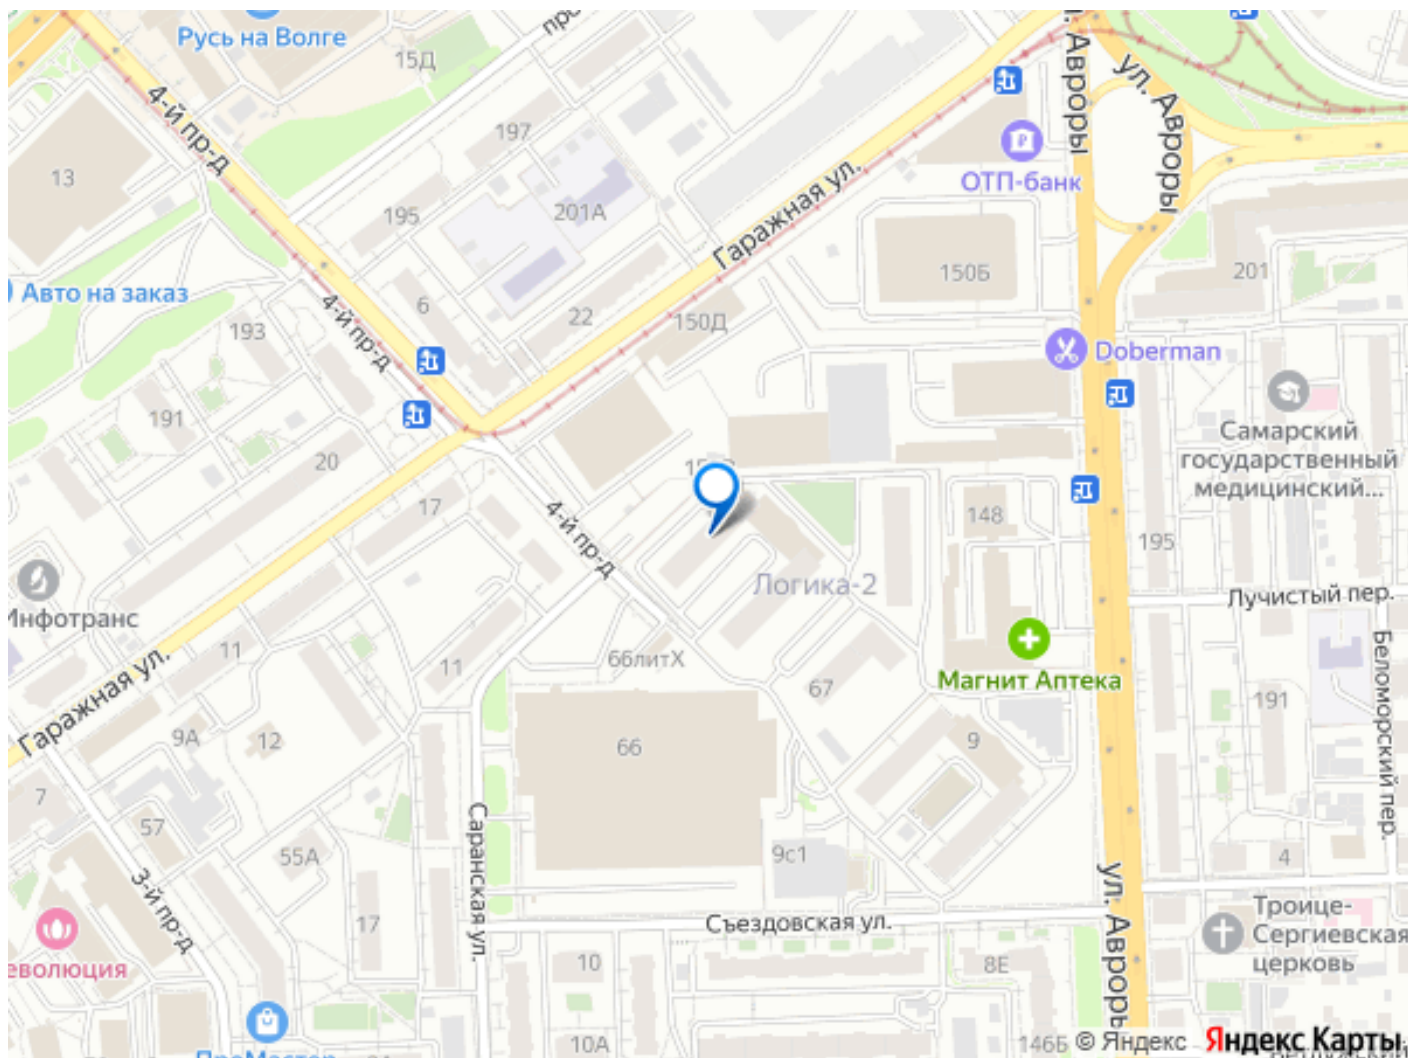 Русь на Волге
15Д
4-й пр-д
ул. Авроры
ул. Авроры
13
197
ОТП-банк
195
201А
Гаражная ул.
150Б
201
Авто на заказ
4-й пр-д
6
22
150Д
193
Doberman
191
Самарский
государственный
медицинский...
20
17
4-й пр-д
148
195
Логика-2
Лучистый пер.
Инфотранс
11
11
66литХ
67
Магнит Аптека
Беломорский пер.
Гаражная ул.
9А
12
66
9
191
7
57
Саранская ул.
55А
9с1
4
3-й пр-д
17
Съездовская ул.
ул. Авроры
Троице-
Сергиевская
церковь
еволюция
10
8Е
10А
146Б
© Яндекс
Яндекс Карты